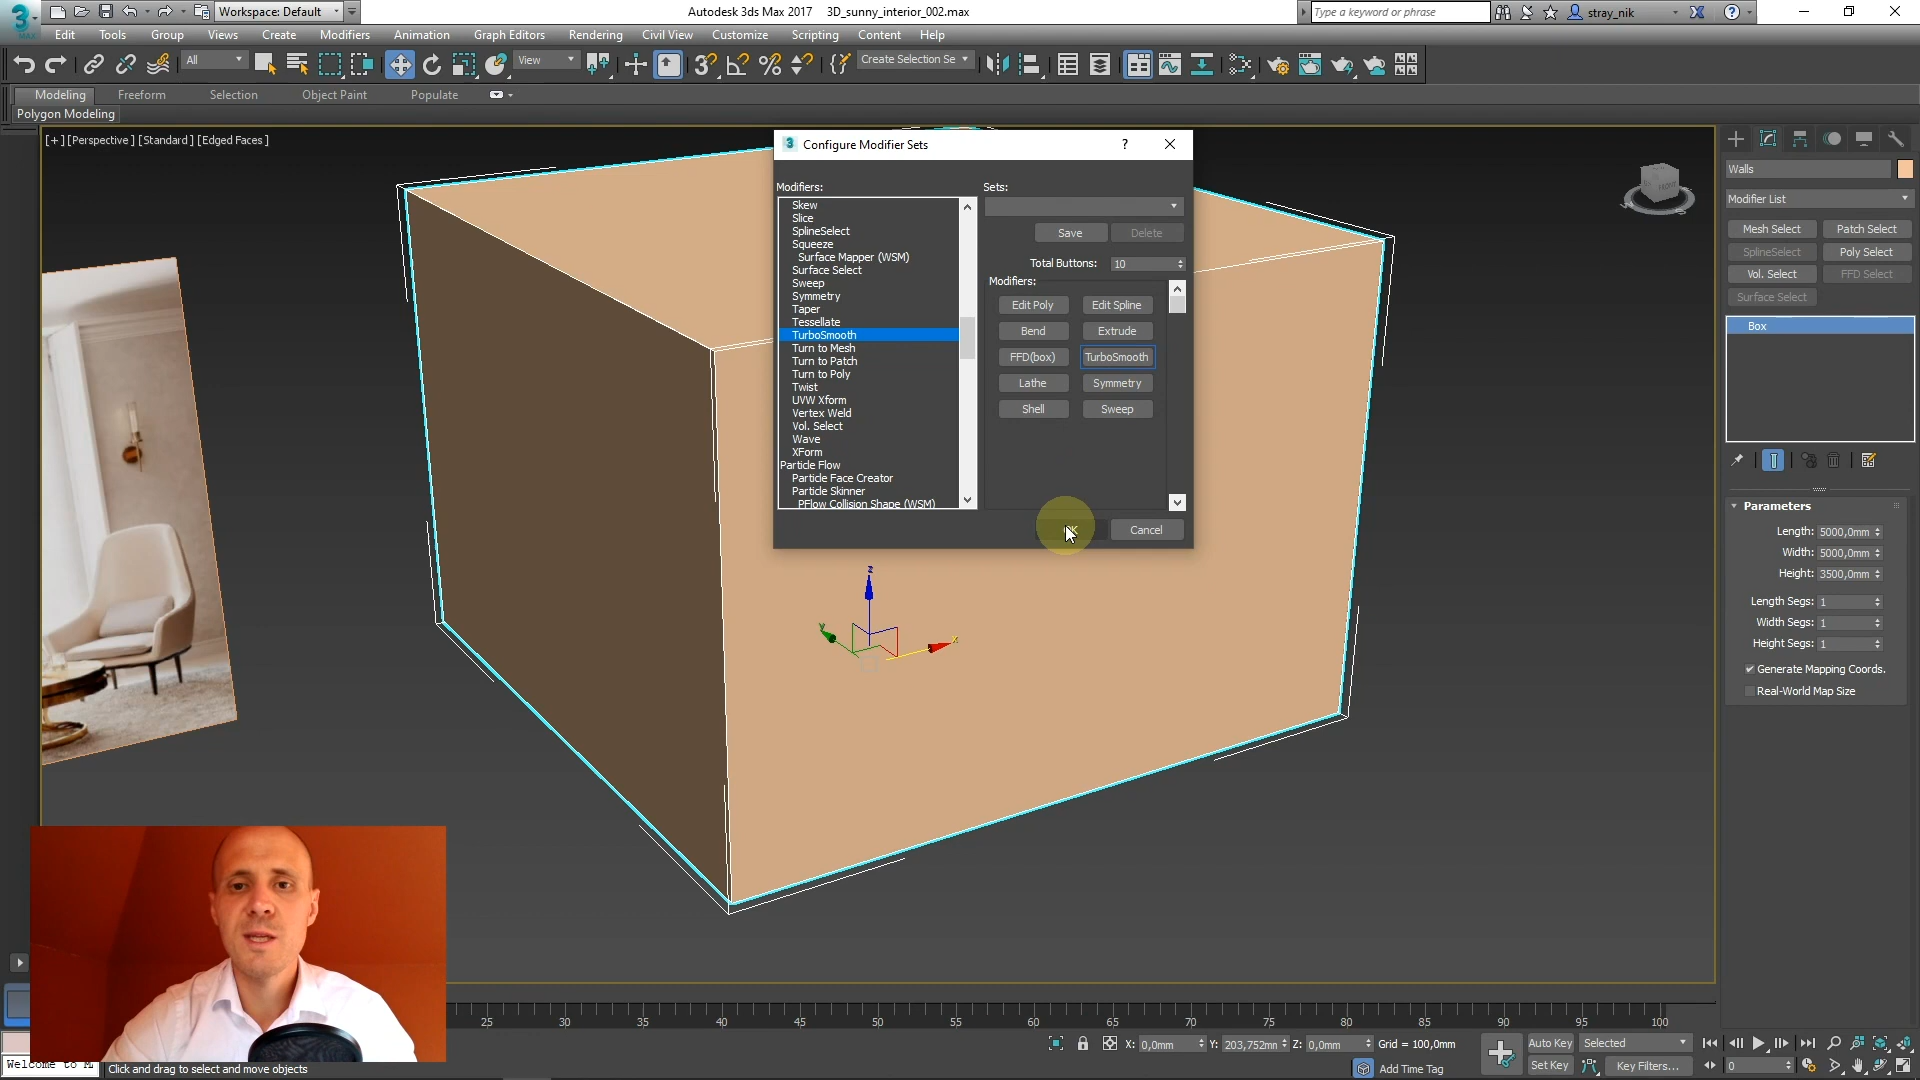 Workspace: Default
Autodesk 3ds Max 2017 3D_sunny_interior_002.max
Type a keyword or phrase
stray_nik
MAX
Edit Tools Group Views Create Modifiers Animation Graph Editors Rendering Civil View Customize Scripting Content Help
All
View
Create Selection Se
Modeling Freeform Selection Object Paint Populate
Polygon Modeling
[+] [Perspective] [Standard] [Edged Faces]
Configure Modifier Sets
Modifiers:
Skew
Slice
SplineSelect
Squeeze
Surface Mapper (WSM)
Surface Select
Sweep
Symmetry
Taper
Tessellate
TurboSmooth
Turn to Mesh
Turn to Patch
Turn to Poly
Twist
UVW Xform
Vertex Weld
Vol. Select
Wave
XForm
Particle Flow
Particle Face Creator
Particle Skinner
PFlow Collision Shape (WSM)
Sets:
Save Delete
Total Buttons: 10
Modifiers:
Edit Poly Edit Spline
Bend Extrude
FFD(box) TurboSmooth
Lathe Symmetry
Shell Sweep
Cancel
z
y
x
Walls
Modifier List
Mesh Select Patch Select
SplineSelect Poly Select
Vol. Select FFD Select
Surface Select
Box
Parameters
Length: 5000,0mm
Width: 5000,0mm
Height: 3500,0mm
Length Segs: 1
Width Segs: 1
Height Segs: 1
Generate Mapping Coords.
Real-World Map Size
25 30 35 40 45 50 55 60 65 70 75 80 85 90 95 100
X: 0,0mm Y: 203,752mm Z: 0,0mm Grid = 100,0mm
Auto Key Selected
Set Key Key Filters...
0
Add Time Tag
Welcome to M
Click and drag to select and move objects